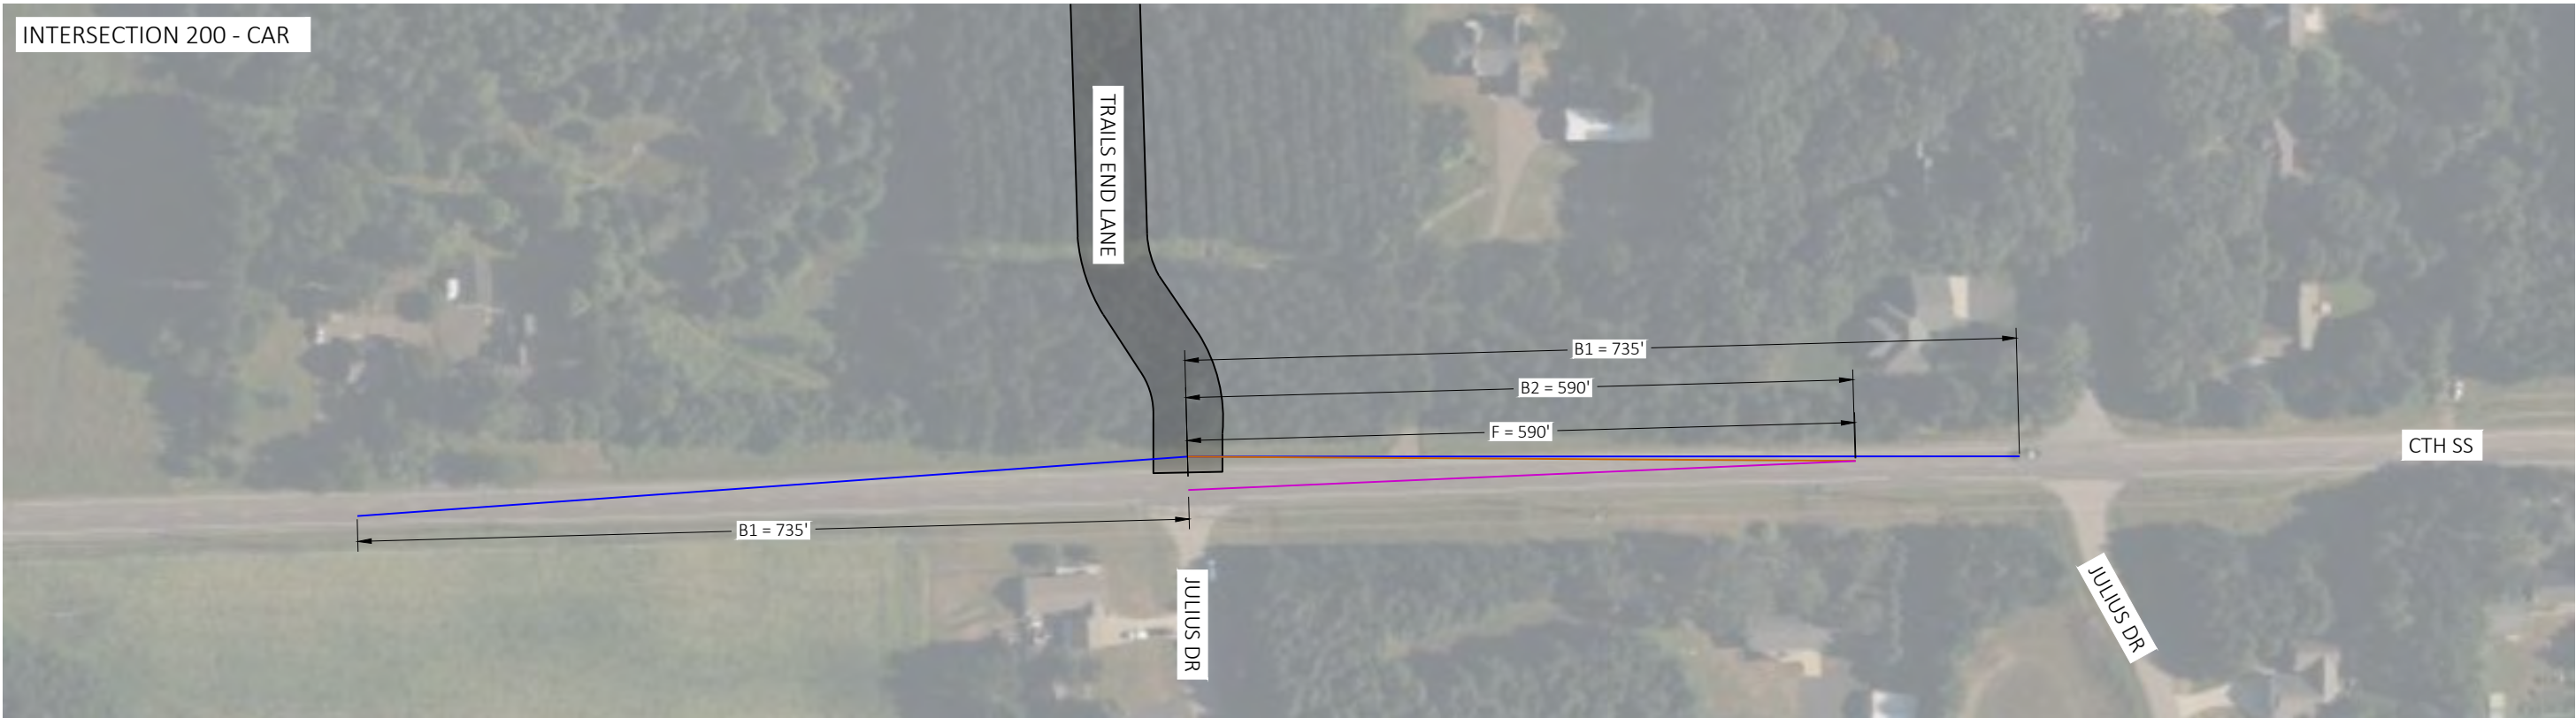 INTERSECTION 200 - CAR
TRAILS END LANE
B1 = 735'
B2 = 590'
F = 590'
CTH SS
B1 = 735'
JULIUS DR
JULIUS DR